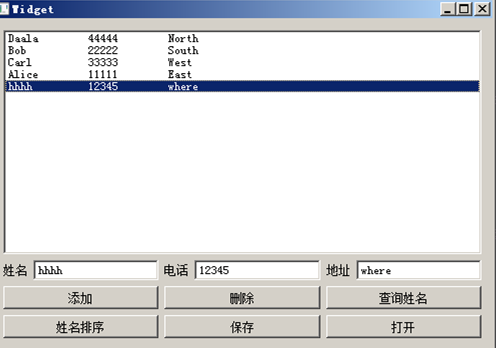 Widget
Daala 44444 North
Bob 22222 South
Carl 33333 West
Alice 11111 East
hhhh 12345 where
姓名 hhhh 电话 12345 地址 where
添加 删除 查询姓名
姓名排序 保存 打开